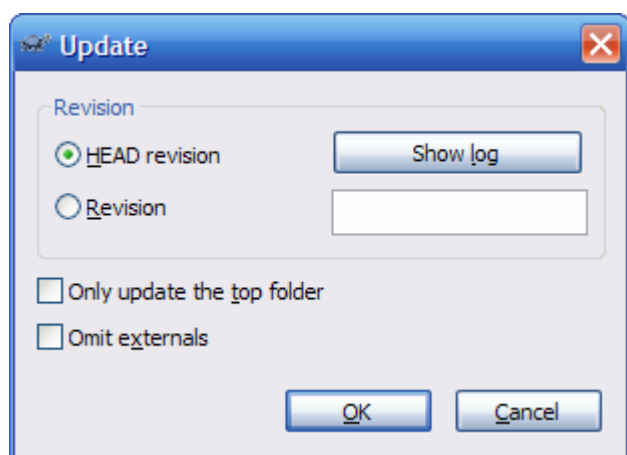 Update
Revision
HEAD revision
Show log
Revision
Only update the top folder
Omit externals
OK
Cancel